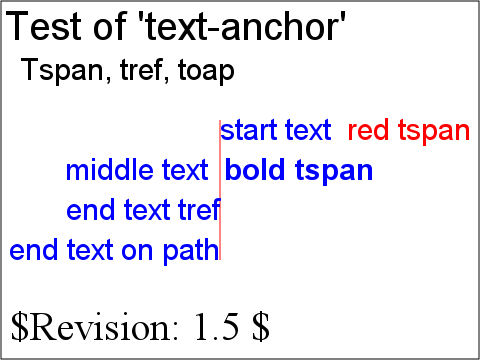 Test of 'text-anchor'
Tspan, tref, toap
start text red tspan
middle text bold tspan
end text tref
end text on path
$Revision: 1.5 $